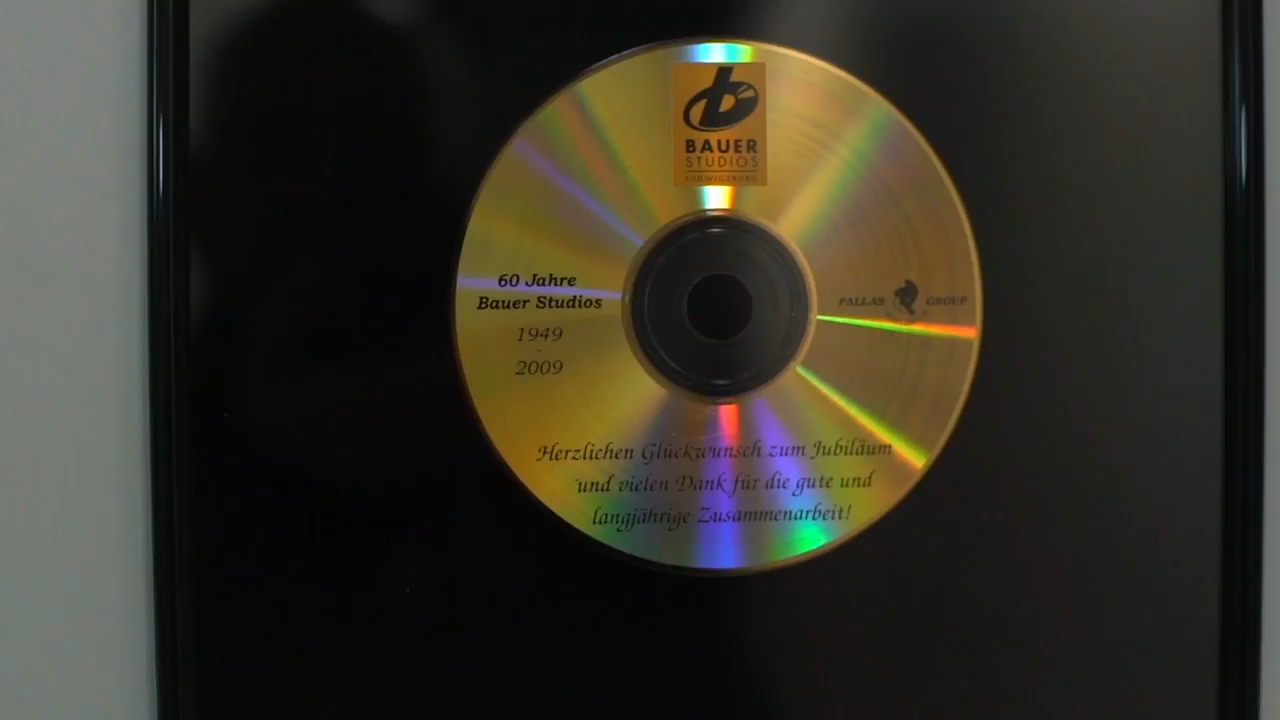 BAUER
STUDIOS
LUDWIGSBURG
60 Jahre
Bauer Studios
1949
-
2009
PALLAS GROUP
Herzlichen Glückwunsch zum Jubiläum
und vielen Dank für die gute und
langjährige Zusammenarbeit!